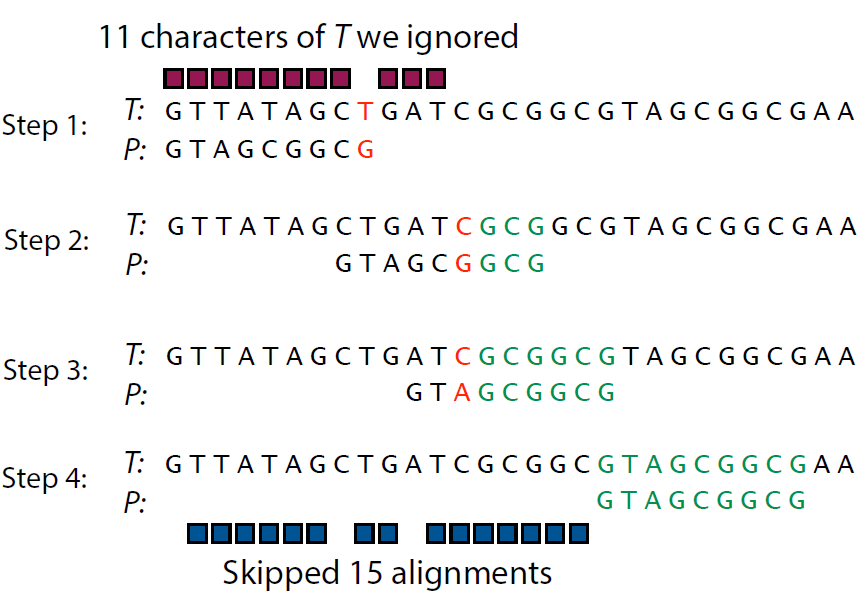 11 characters of T we ignored
Step 1:
T: G T T A T A G C T G A T C G C G G C G T A G C G G C G A A
P: G T A G C G G C G
Step 2:
T: G T T A T A G C T G A T C G C G G C G T A G C G G C G A A
P: G T A G C G G C G
Step 3:
T: G T T A T A G C T G A T C G C G G C G T A G C G G C G A A
P: G T A G C G G C G
Step 4:
T: G T T A T A G C T G A T C G C G G C G T A G C G G C G A A
P: G T A G C G G C G
Skipped 15 alignments